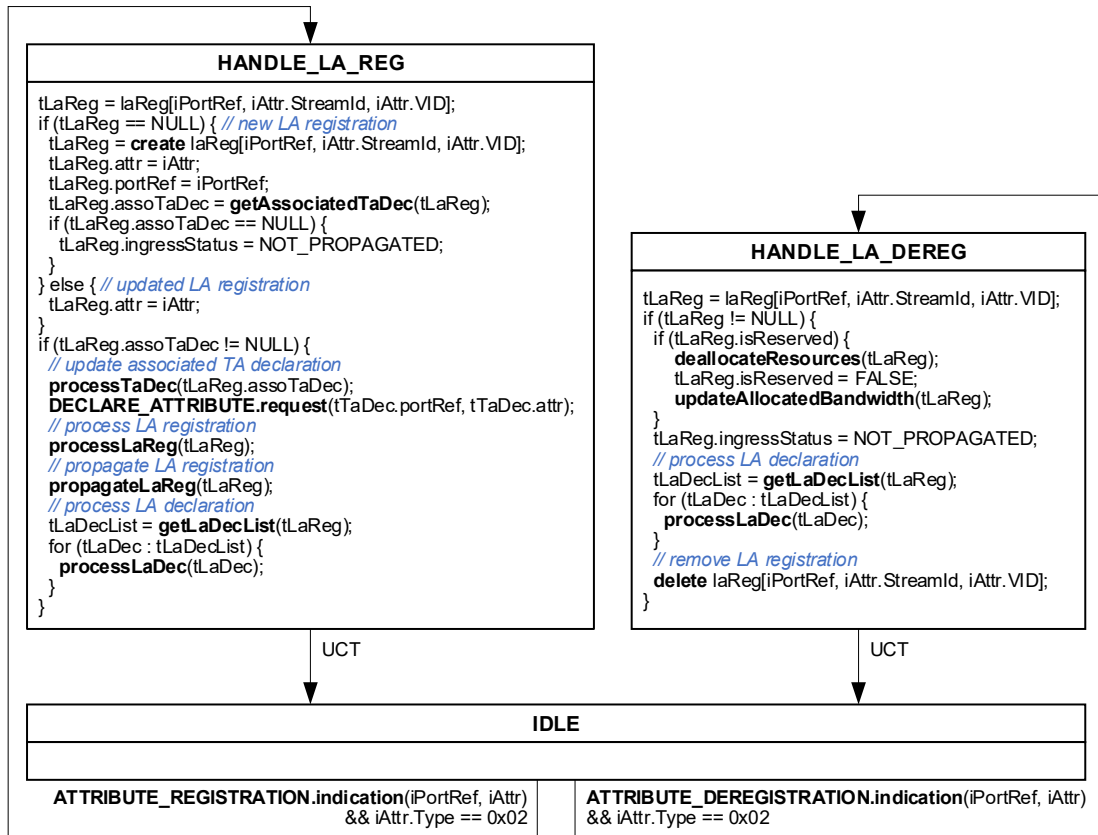 HANDLE_LA_REG
tLaReg = laReg[iPortRef, iAttr.StreamId, iAttr.VID];
if (tLaReg == NULL) { // new LA registration
tLaReg = create laReg[iPortRef, iAttr.StreamId, iAttr.VID];
tLaReg.attr = iAttr;
tLaReg.portRef = iPortRef;
tLaReg.assoTaDec = getAssociatedTaDec(tLaReg);
if (tLaReg.assoTaDec == NULL) {
tLaReg.ingressStatus = NOT_PROPAGATED;
}
} else { // updated LA registration
tLaReg.attr = iAttr;
}
if (tLaReg.assoTaDec != NULL) {
// update associated TA declaration
processTaDec(tLaReg.assoTaDec);
DECLARE_ATTRIBUTE.request(tTaDec.portRef, tTaDec.attr);
// process LA registration
processLaReg(tLaReg);
// propagate LA registration
propagateLaReg(tLaReg);
// process LA declaration
tLaDecList = getLaDecList(tLaReg);
for (tLaDec : tLaDecList) {
processLaDec(tLaDec);
}
}
HANDLE_LA_DEREG
tLaReg = laReg[iPortRef, iAttr.StreamId, iAttr.VID];
if (tLaReg != NULL) {
if (tLaReg.isReserved) {
deallocateResources(tLaReg);
tLaReg.isReserved = FALSE;
updateAllocatedBandwidth(tLaReg);
}
tLaReg.ingressStatus = NOT_PROPAGATED;
// process LA declaration
tLaDecList = getLaDecList(tLaReg);
for (tLaDec : tLaDecList) {
processLaDec(tLaDec);
}
// remove LA registration
delete laReg[iPortRef, iAttr.StreamId, iAttr.VID];
}
UCT
UCT
IDLE
ATTRIBUTE_REGISTRATION.indication(iPortRef, iAttr)
&& iAttr.Type == 0x02
ATTRIBUTE_DEREGISTRATION.indication(iPortRef, iAttr)
&& iAttr.Type == 0x02